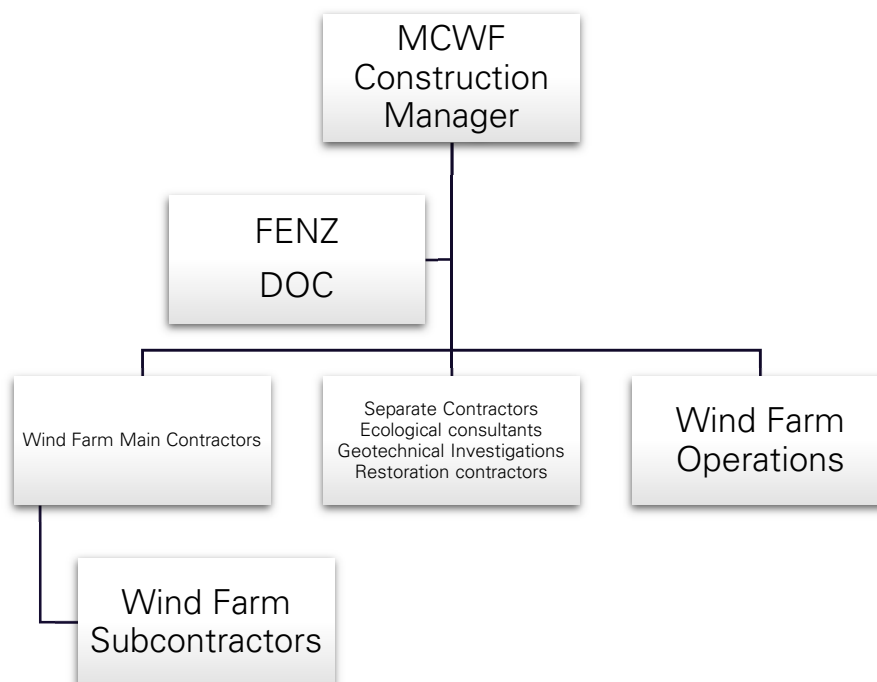 MCWF
Construction
Manager
FENZ
DOC
Wind Farm Main Contractors
Separate Contractors
Ecological consultants
Geotechnical Investigations
Restoration contractors
Wind Farm
Operations
Wind Farm
Subcontractors